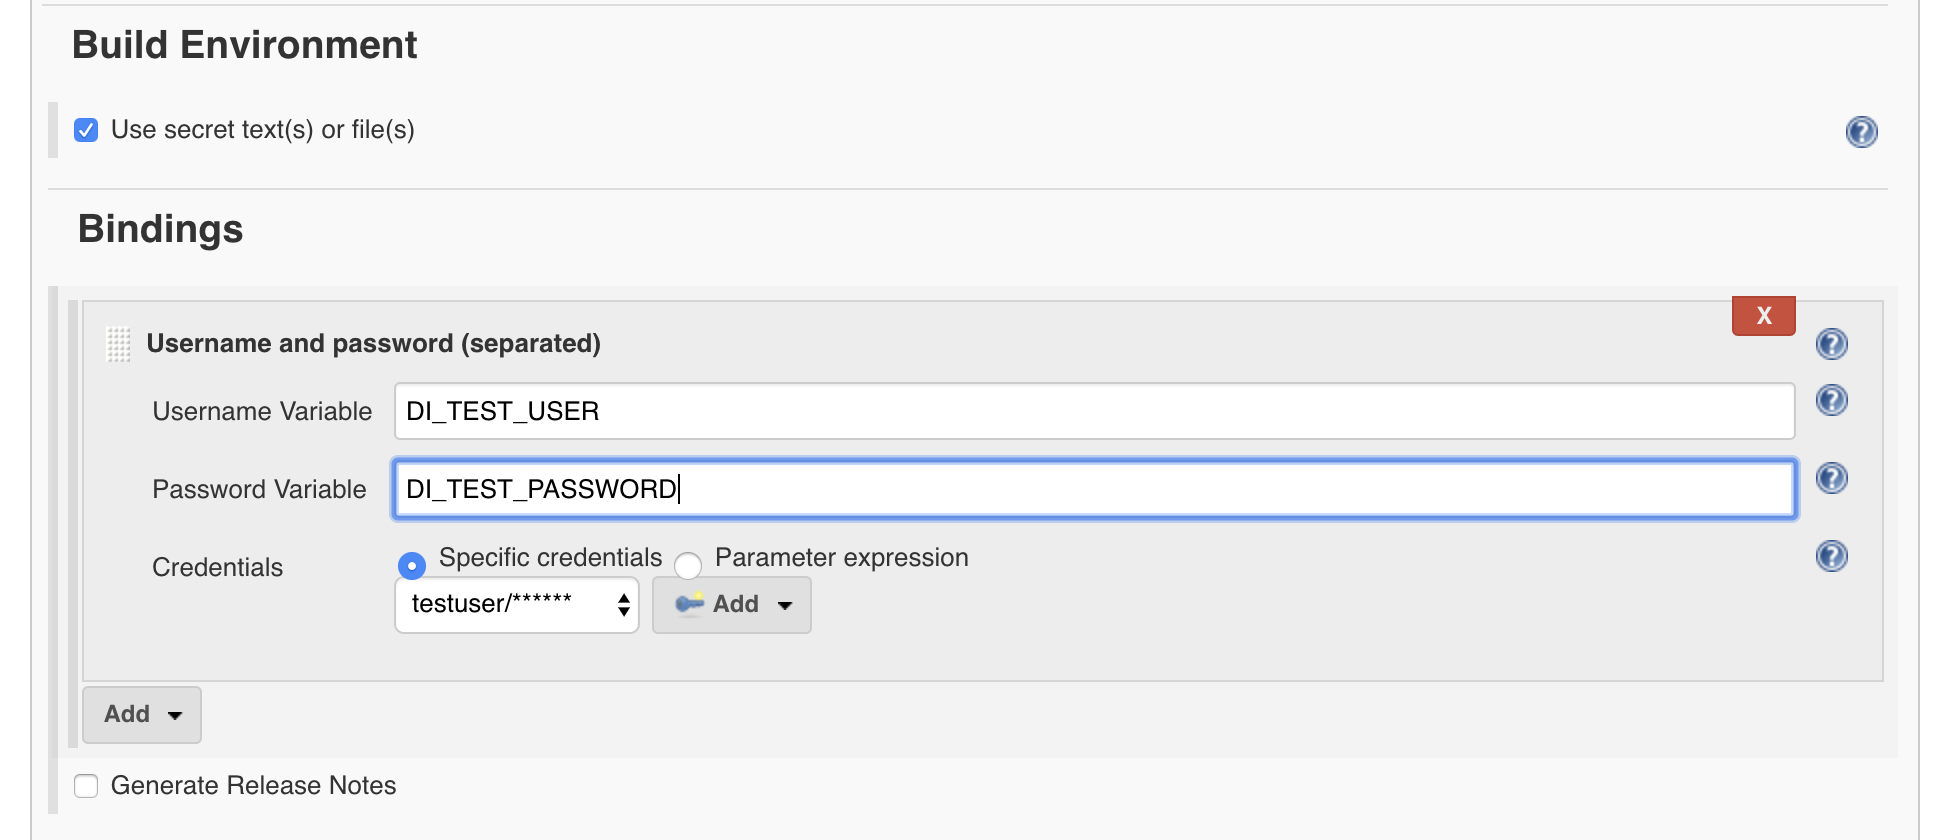 Build Environment
Use secret text(s) or file(s)
Bindings
X
Username and password (separated)
Username Variable DI_TEST_USER
Password Variable DI_TEST_PASSWORD
Credentials Specific credentials Parameter expression
testuser/****** Add
Add
Generate Release Notes